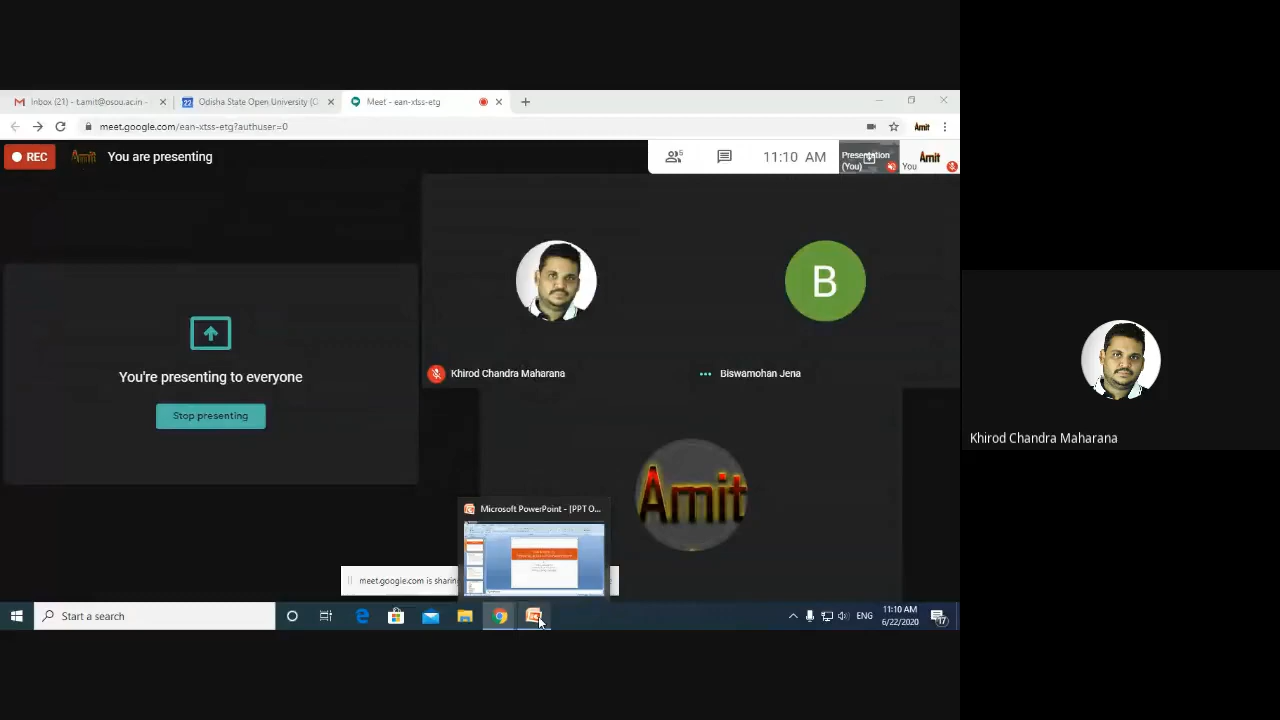 Inbox (21) - t.amit@osou.ac.in -
Odisha State Open University (O
Meet - ean-xtss-etg
meet.google.com/ean-xtss-etg?authuser=0
REC
Amit
You are presenting
11:10 AM
Presentation
(You)
You
Amit
Amit
B
You're presenting to everyone
Stop presenting
Khirod Chandra Maharana
Biswamohan Jena
Khirod Chandra Maharana
Amit
Microsoft PowerPoint - [PPT O...
meet.google.com is sharin
Start a search
ENG
11:10 AM
6/22/2020
17